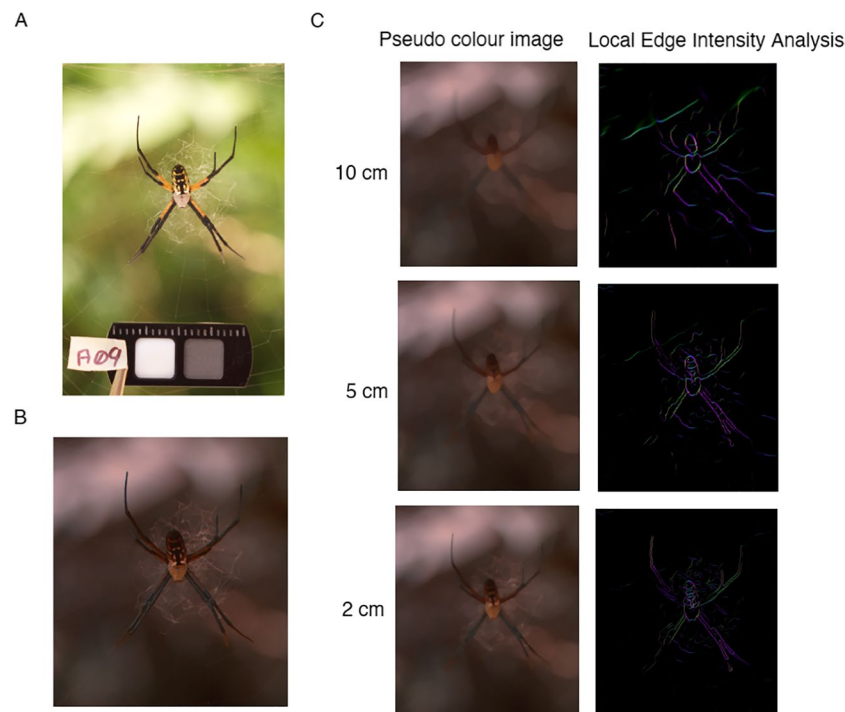 A
C
Pseudo colour image
Local Edge Intensity Analysis
10 cm
A09
5 cm
B
2 cm